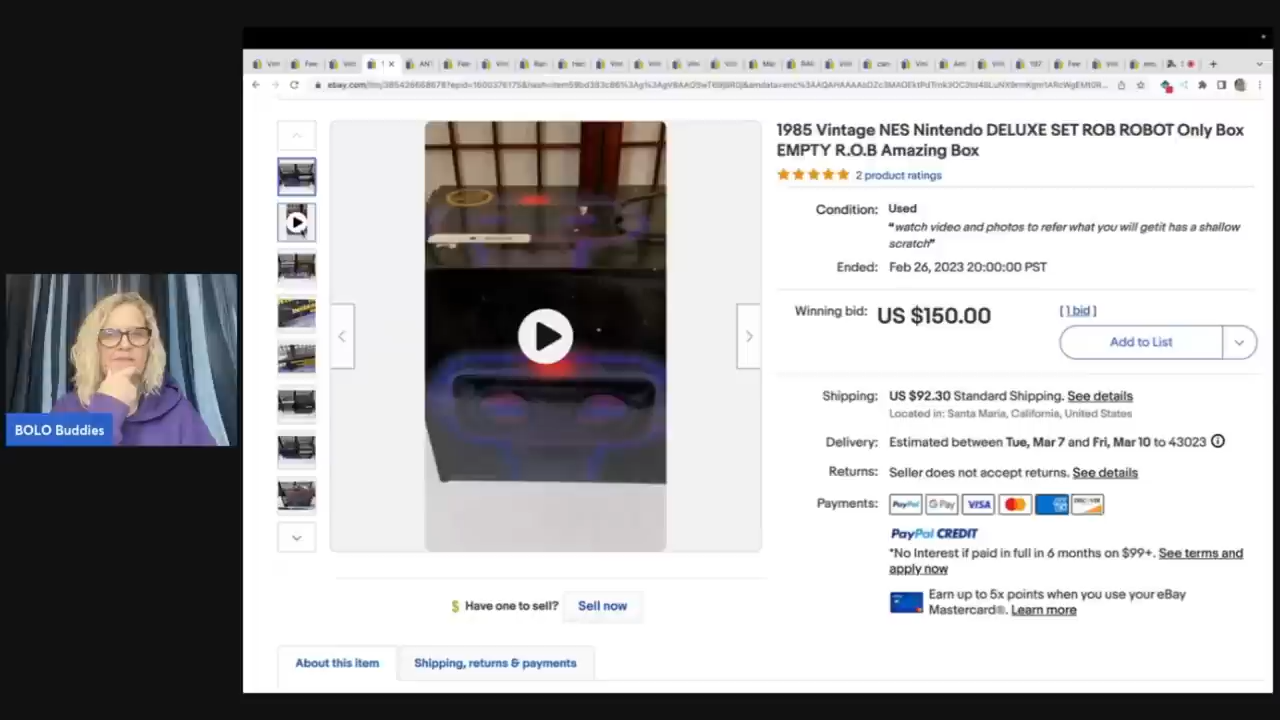 ebay.com/itm/
1985 Vintage NES Nintendo DELUXE SET ROB ROBOT Only Box
EMPTY R.O.B Amazing Box
2 product ratings
Condition: Used
"watch video and photos to refer what you will getit has a shallow
scratch"
Ended: Feb 26, 2023 20:00:00 PST
Winning bid: US $150.00 [ 1 bid ]
Add to List
Shipping: US $92.30 Standard Shipping. See details
Located in: Santa Maria, California, United States
BOLO Buddies
Delivery: Estimated between Tue, Mar 7 and Fri, Mar 10 to 43023
Returns: Seller does not accept returns. See details
Payments: PayPal G Pay VISA
PayPal CREDIT
*No Interest if paid in full in 6 months on $99+. See terms and
apply now
Earn up to 5x points when you use your eBay
Mastercard®. Learn more
$ Have one to sell? Sell now
About this item Shipping, returns & payments